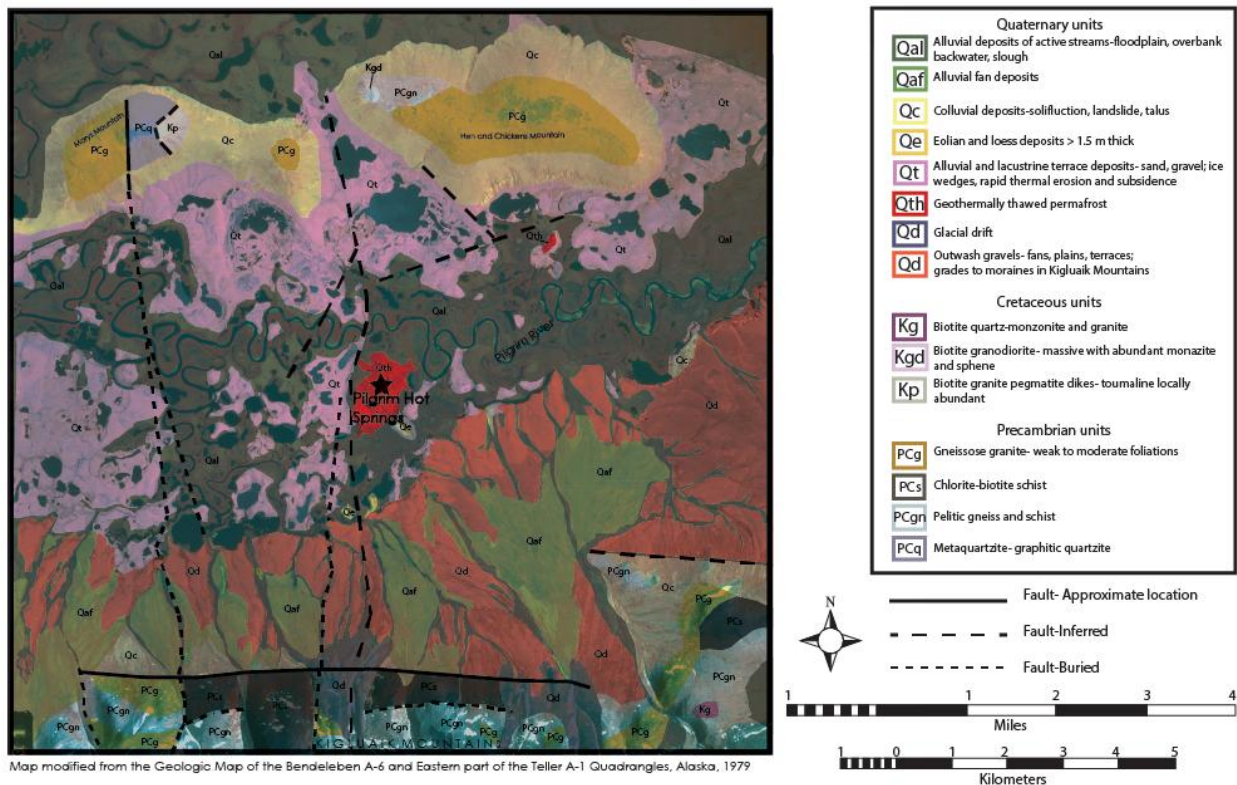 Qal
Qc
Kgd
PCgn
Qt
Marys Mountain
PCq
Kp
PCg
Hen and Chickens Mountain
PCg
Qc
PCg
Qt
Qt
Qth
Qt
Qal
Qal
Qal
Pilgrim River
Qc
Qth
Qt
Pilgrim Hot
Springs
Qd
Qt
Qe
Qal
Qaf
Qe
Qaf
Qd
Qaf
Qaf
Qd
Qaf
PCgn
Qc
PCg
PCs
Qc
Qd
PCg
PCs
Qd
PCs
Qd
PCgn
PCgn
PCgn
PCgn
PCgn
PCgn
PCg
PCg
PCg
Kg
KIGLUAIK MOUNTAINS
Map modified from the Geologic Map of the Bendeleben A-6 and Eastern part of the Teller A-1 Quadrangles, Alaska, 1979
Quaternary units
Qal Alluvial deposits of active streams-floodplain, overbank
backwater, slough
Qaf Alluvial fan deposits
Qc Colluvial deposits-solifluction, landslide, talus
Qe Eolian and loess deposits > 1.5 m thick
Qt Alluvial and lacustrine terrace deposits- sand, gravel; ice
wedges, rapid thermal erosion and subsidence
Qth Geothermally thawed permafrost
Qd Glacial drift
Qd Outwash gravels- fans, plains, terraces;
grades to moraines in Kigluaik Mountains
Cretaceous units
Kg Biotite quartz-monzonite and granite
Kgd Biotite granodiorite- massive with abundant monazite
and sphene
Kp Biotite granite pegmatite dikes- toumaline locally
abundant
Precambrian units
PCg Gneissose granite- weak to moderate foliations
PCs Chlorite-biotite schist
PCgn Pelitic gneiss and schist
PCq Metaquartzite- graphitic quartzite
N
Fault- Approximate location
Fault-Inferred
Fault-Buried
1 1 2 3 4
Miles
1 0 1 2 3 4 5
Kilometers